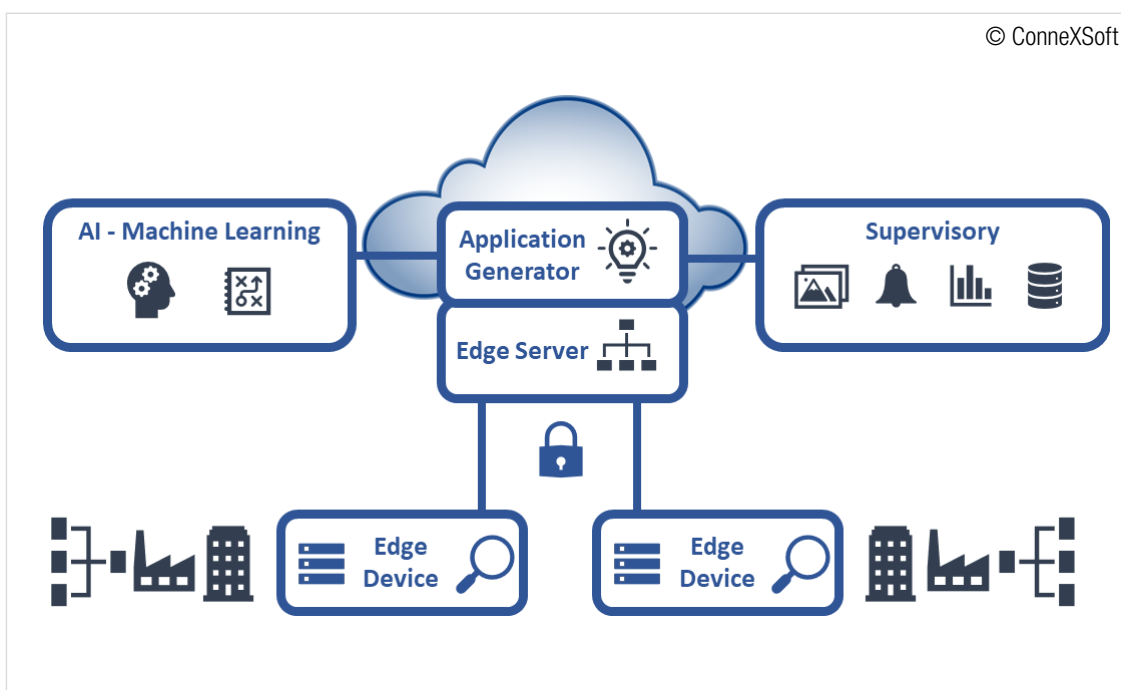 © ConneXSoft
AI - Machine Learning
Application
Generator
Supervisory
Edge Server
Edge
Device
Edge
Device